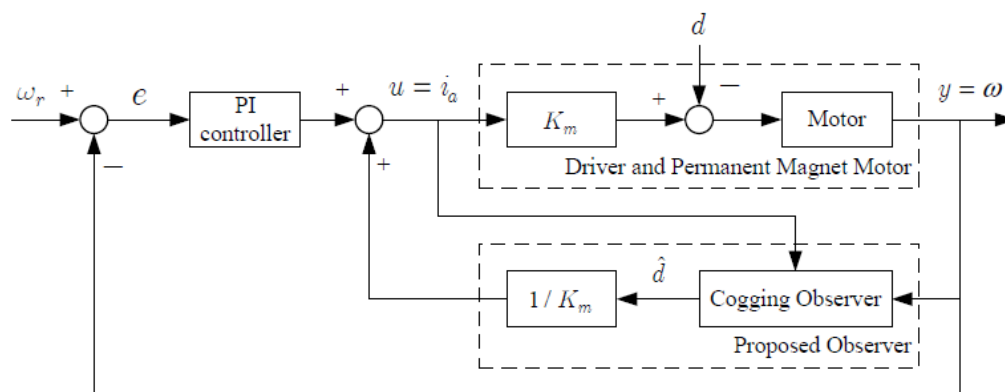 d
ω_r
+
e
PI
controller
+
u = i_a
K_m
+
−
Motor
y = ω
−
+
Driver and Permanent Magnet Motor
1 / K_m
d̂
Cogging Observer
Proposed Observer